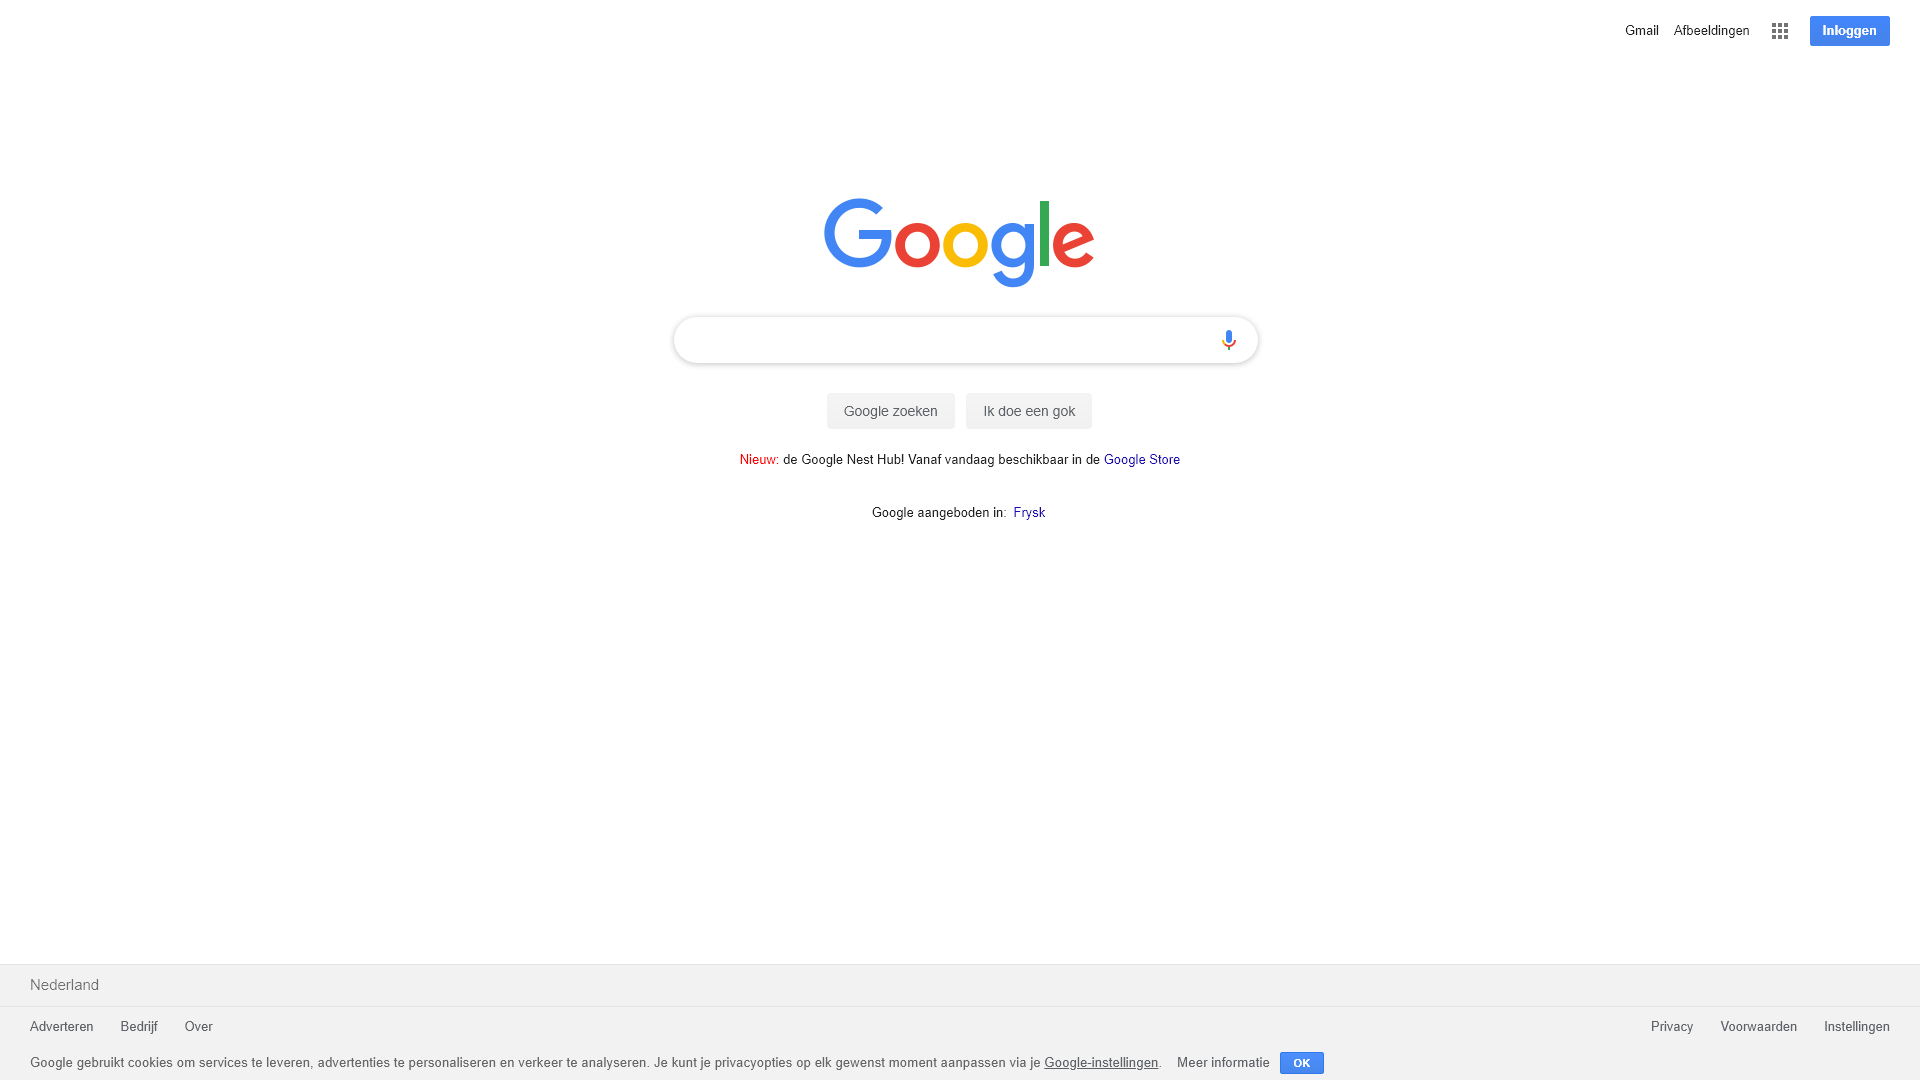 Gmail Afbeeldingen Inloggen
Google
Google zoeken Ik doe een gok
Nieuw: de Google Nest Hub! Vanaf vandaag beschikbaar in de Google Store
Google aangeboden in: Frysk
Nederland
Adverteren Bedrijf Over Privacy Voorwaarden Instellingen
Google gebruikt cookies om services te leveren, advertenties te personaliseren en verkeer te analyseren. Je kunt je privacyopties op elk gewenst moment aanpassen via je Google-instellingen. Meer informatie OK